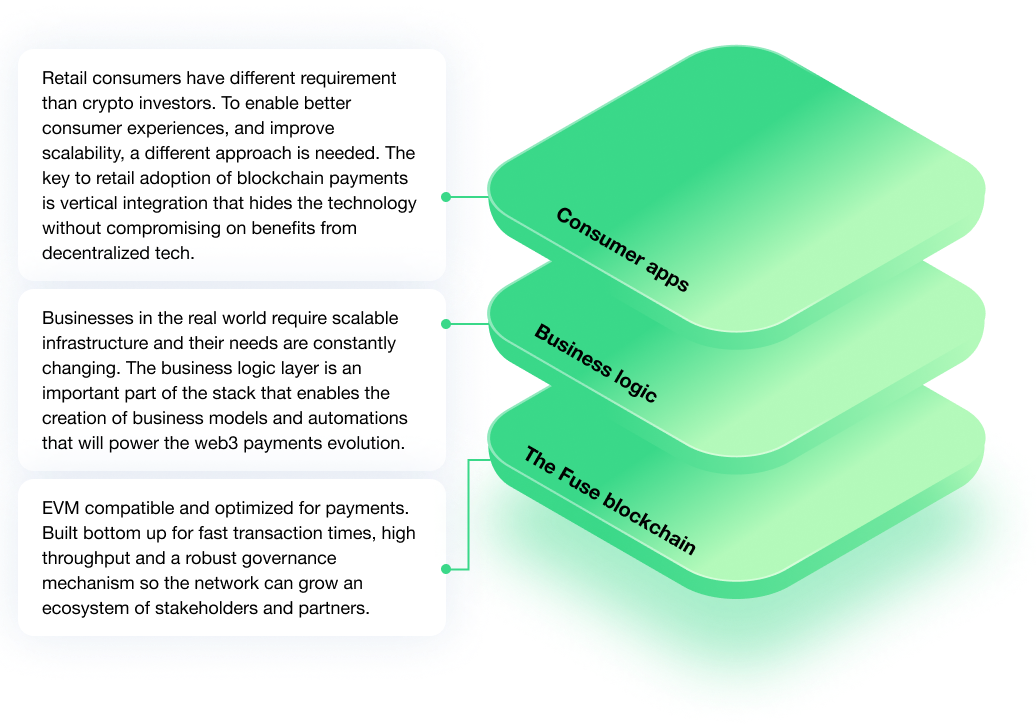 Retail consumers have different requirement
than crypto investors. To enable better
consumer experiences, and improve
scalability, a different approach is needed. The
key to retail adoption of blockchain payments
is vertical integration that hides the technology
without compromising on benefits from
decentralized tech.
Consumer apps
Businesses in the real world require scalable
infrastructure and their needs are constantly
changing. The business logic layer is an
important part of the stack that enables the
creation of business models and automations
that will power the web3 payments evolution.
Business logic
EVM compatible and optimized for payments.
Built bottom up for fast transaction times, high
throughput and a robust governance
mechanism so the network can grow an
ecosystem of stakeholders and partners.
The Fuse blockchain